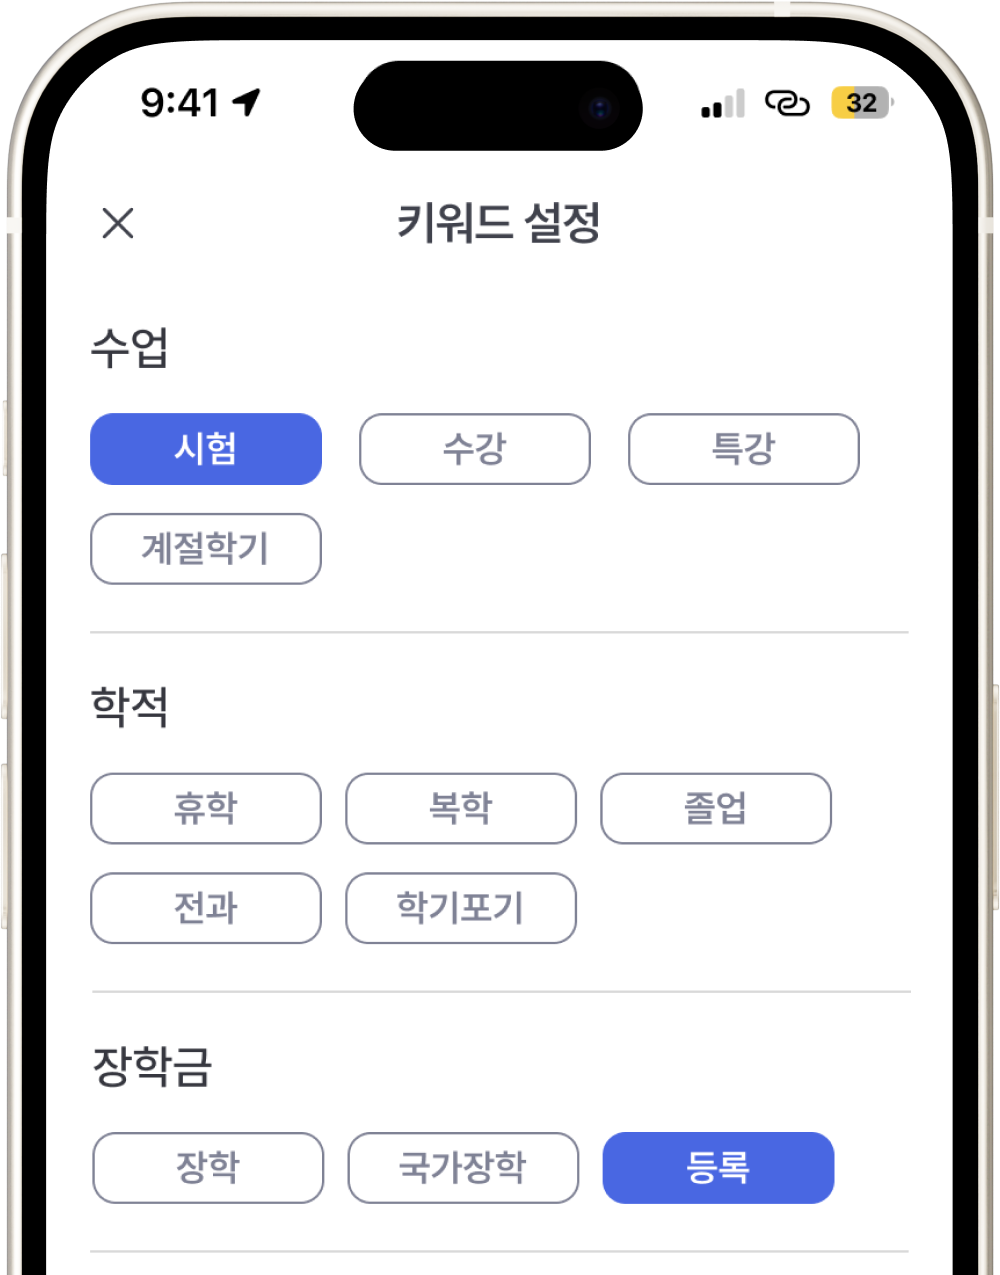 9:41 32
키워드 설정
수업
시험 수강 특강
계절학기
학적
휴학 복학 졸업
전과 학기포기
장학금
장학 국가장학 등록